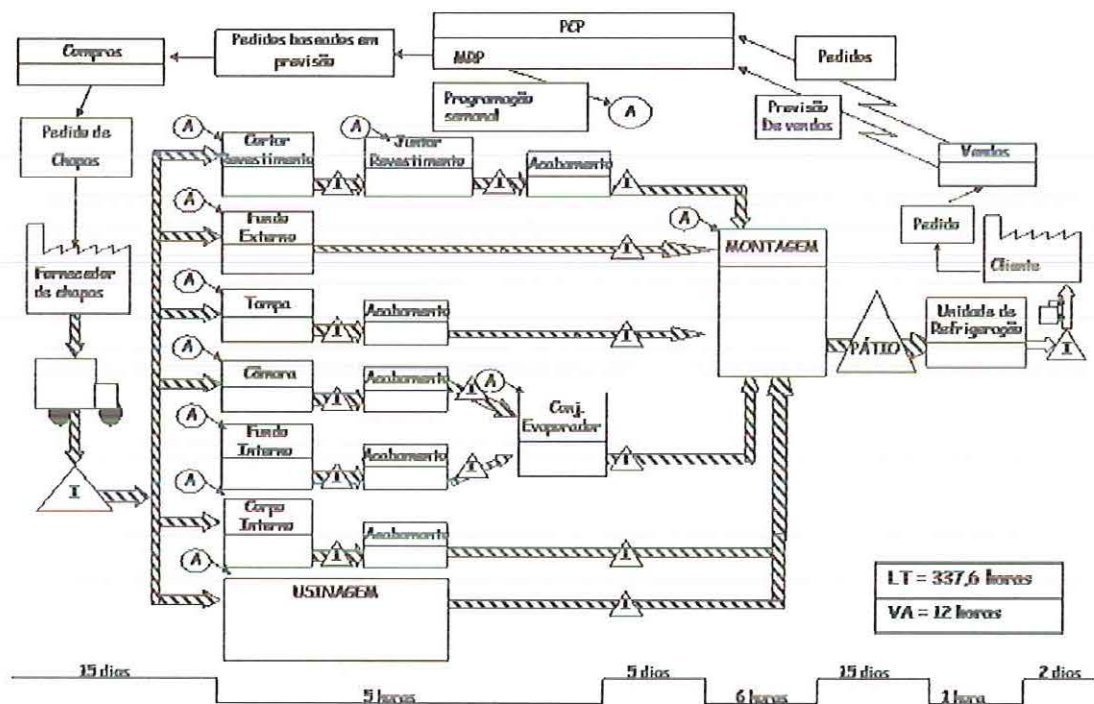 PCP
MRP
Compras
Pedidos baseados em
previsão
Pedidos
Programação
semanal
A
Previsão
De vendas
Vendas
Pedido de
Chapas
A
Cortar
Revestimento
I
A
Juntar
Revestimento
I
Acabamento
I
A
Fundo
Externo
I
A
MONTAGEM
Pedido
Cliente
Fornecedor
de chapas
A
Tampa
I
Acabamento
I
PÁTIO
Unidade de
Refrigeração
I
A
Câmara
I
Acabamento
I
A
Conj.
Evaporador
I
A
Fundo
Interno
I
Acabamento
I
I
A
Corpo
Interno
I
Acabamento
I
A
USINAGEM
I
LT = 337,6 horas
VA = 12 horas
15 dias
5 horas
5 dias
6 horas
15 dias
1 hora
2 dias